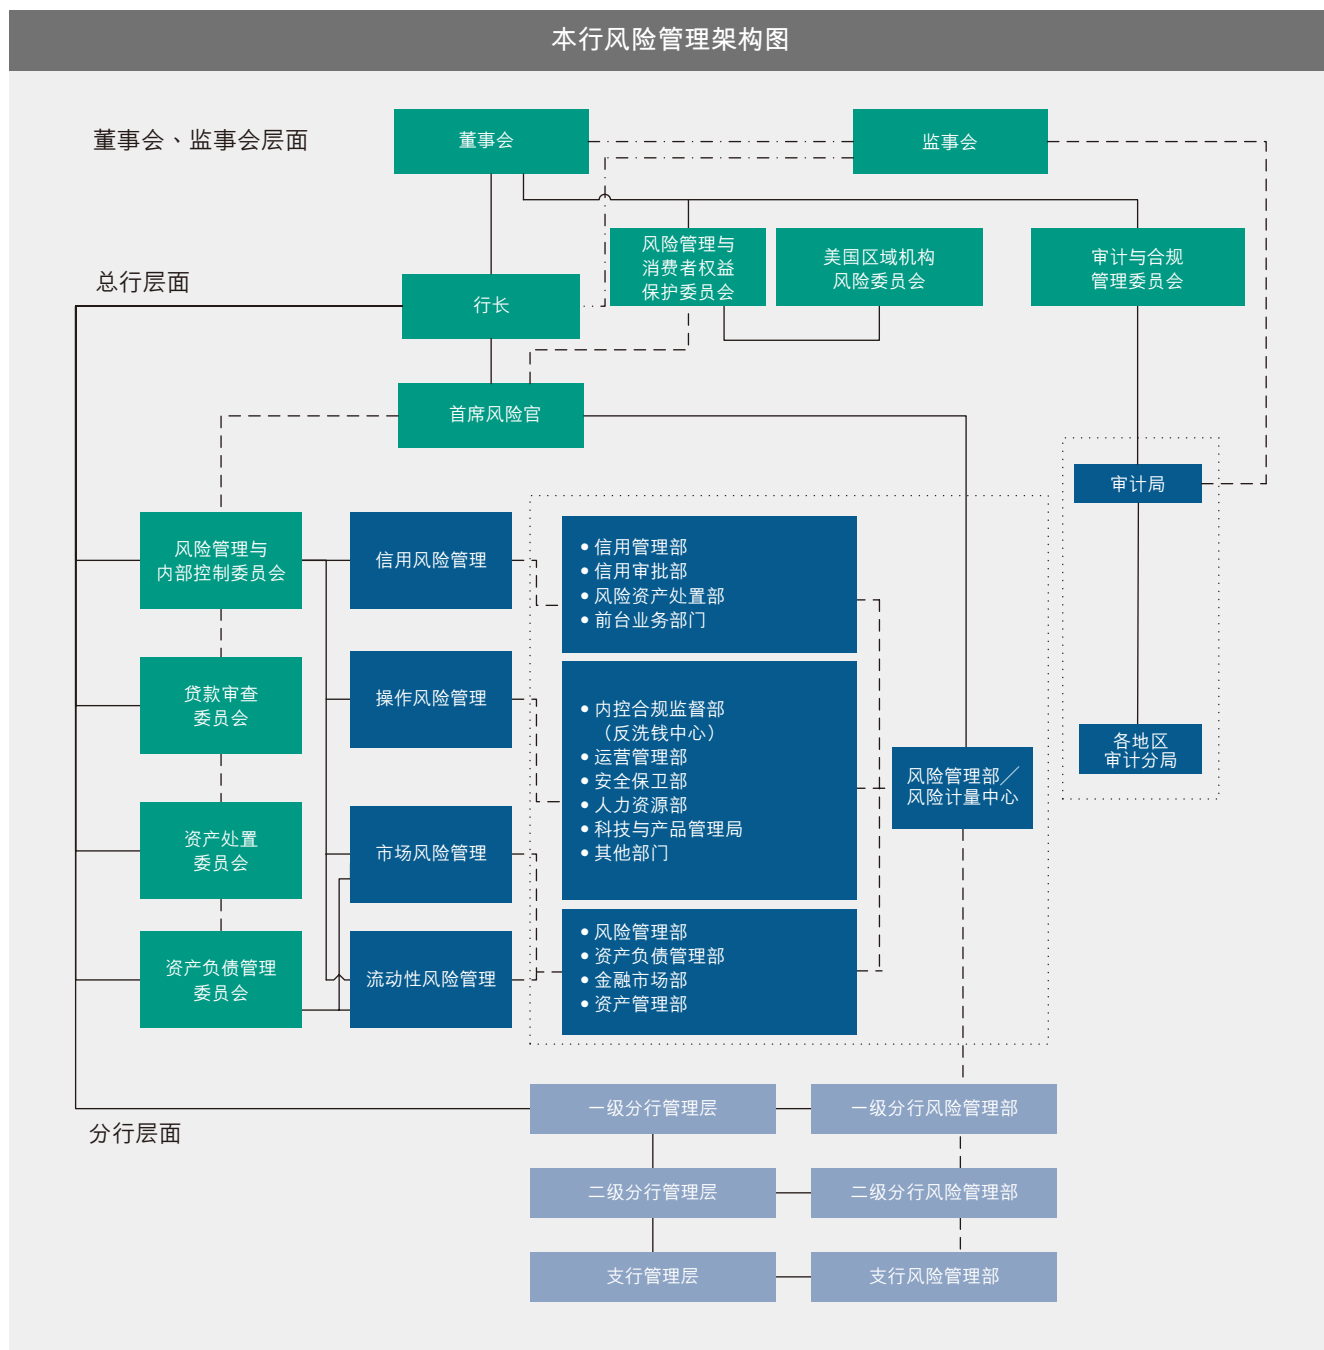 本行风险管理架构图
董事会、监事会层面
董事会
监事会
风险管理与
消费者权益
保护委员会
美国区域机构
风险委员会
审计与合规
管理委员会
总行层面
行长
首席风险官
审计局
各地区
审计分局
风险管理与
内部控制委员会
贷款审查
委员会
资产处置
委员会
资产负债管理
委员会
信用风险管理
操作风险管理
市场风险管理
流动性风险管理
•信用管理部
•信用审批部
•风险资产处置部
•前台业务部门
•内控合规监督部
（反洗钱中心）
•运营管理部
•安全保卫部
•人力资源部
•科技与产品管理局
•其他部门
•风险管理部
•资产负债管理部
•金融市场部
•资产管理部
风险管理部／
风险计量中心
分行层面
一级分行管理层
一级分行风险管理部
二级分行管理层
二级分行风险管理部
支行管理层
支行风险管理部